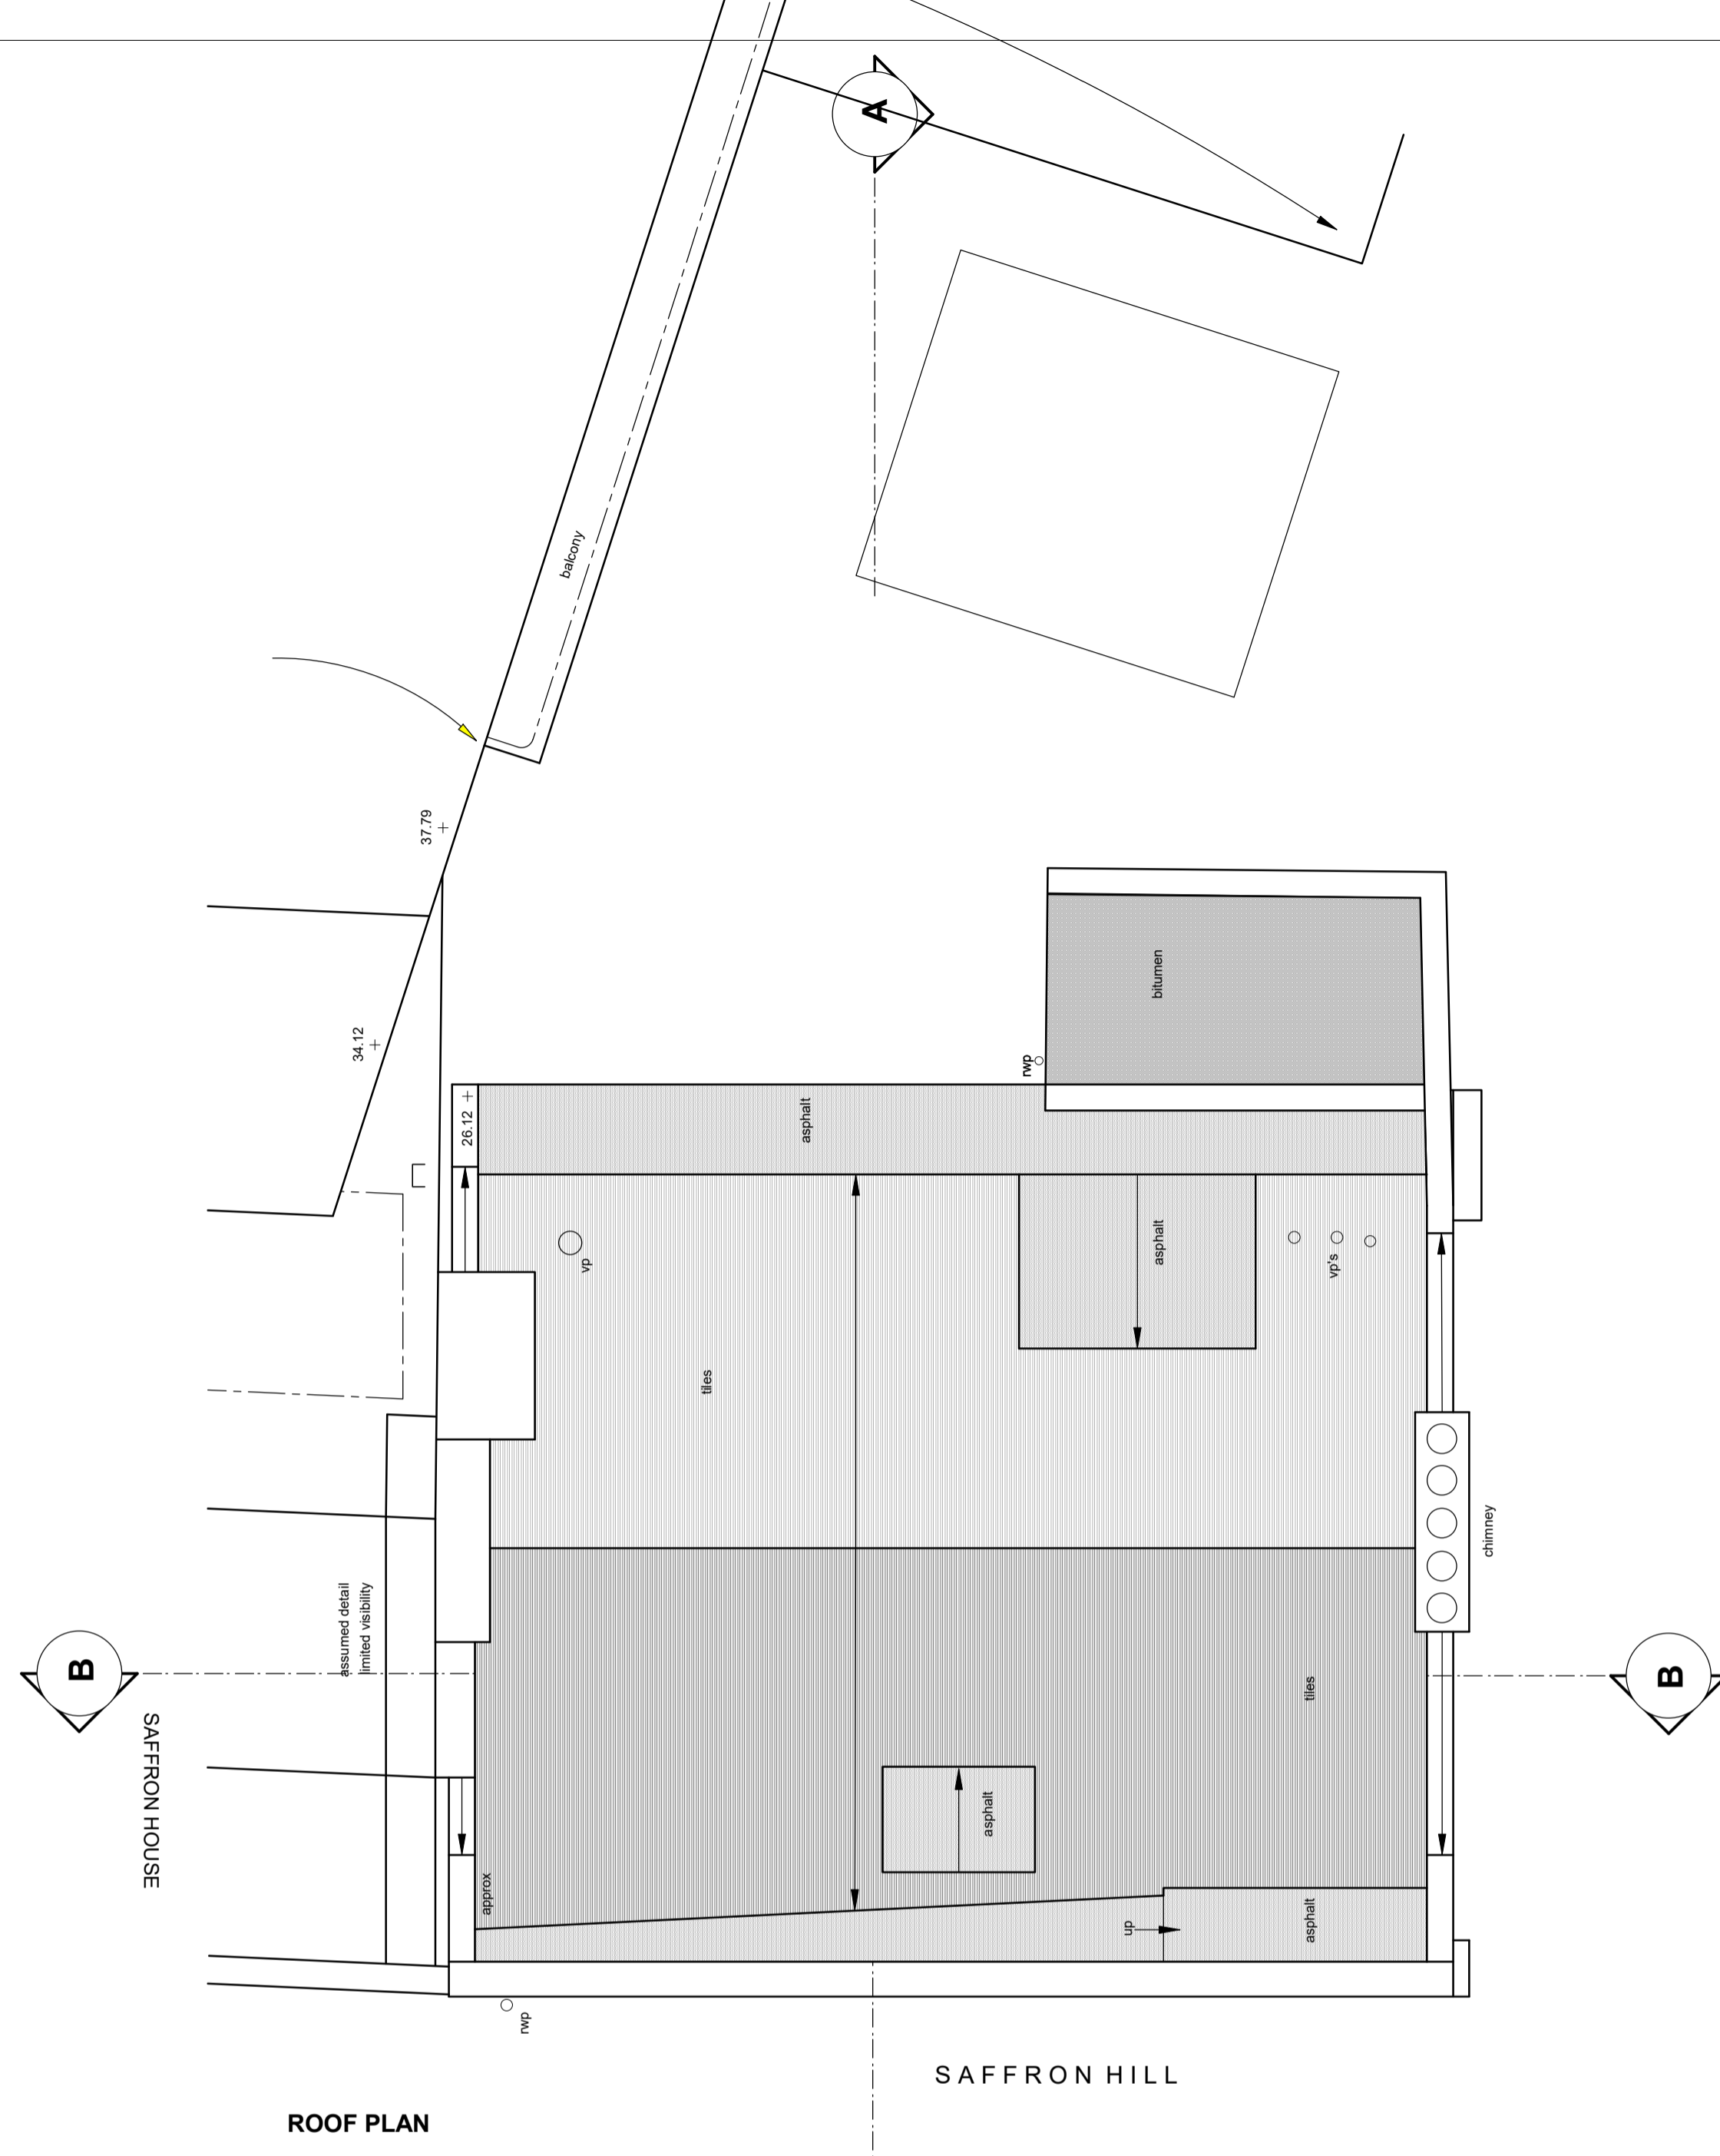 A
balcony
37.79
34.12
bitumen
rwp
26.12
asphalt
asphalt
vp
vp's
tiles
chimney
assumed detail
limited visibility
B
B
tiles
SAFFRON HOUSE
asphalt
approx
up
asphalt
rwp
SAFFRON HILL
ROOF PLAN